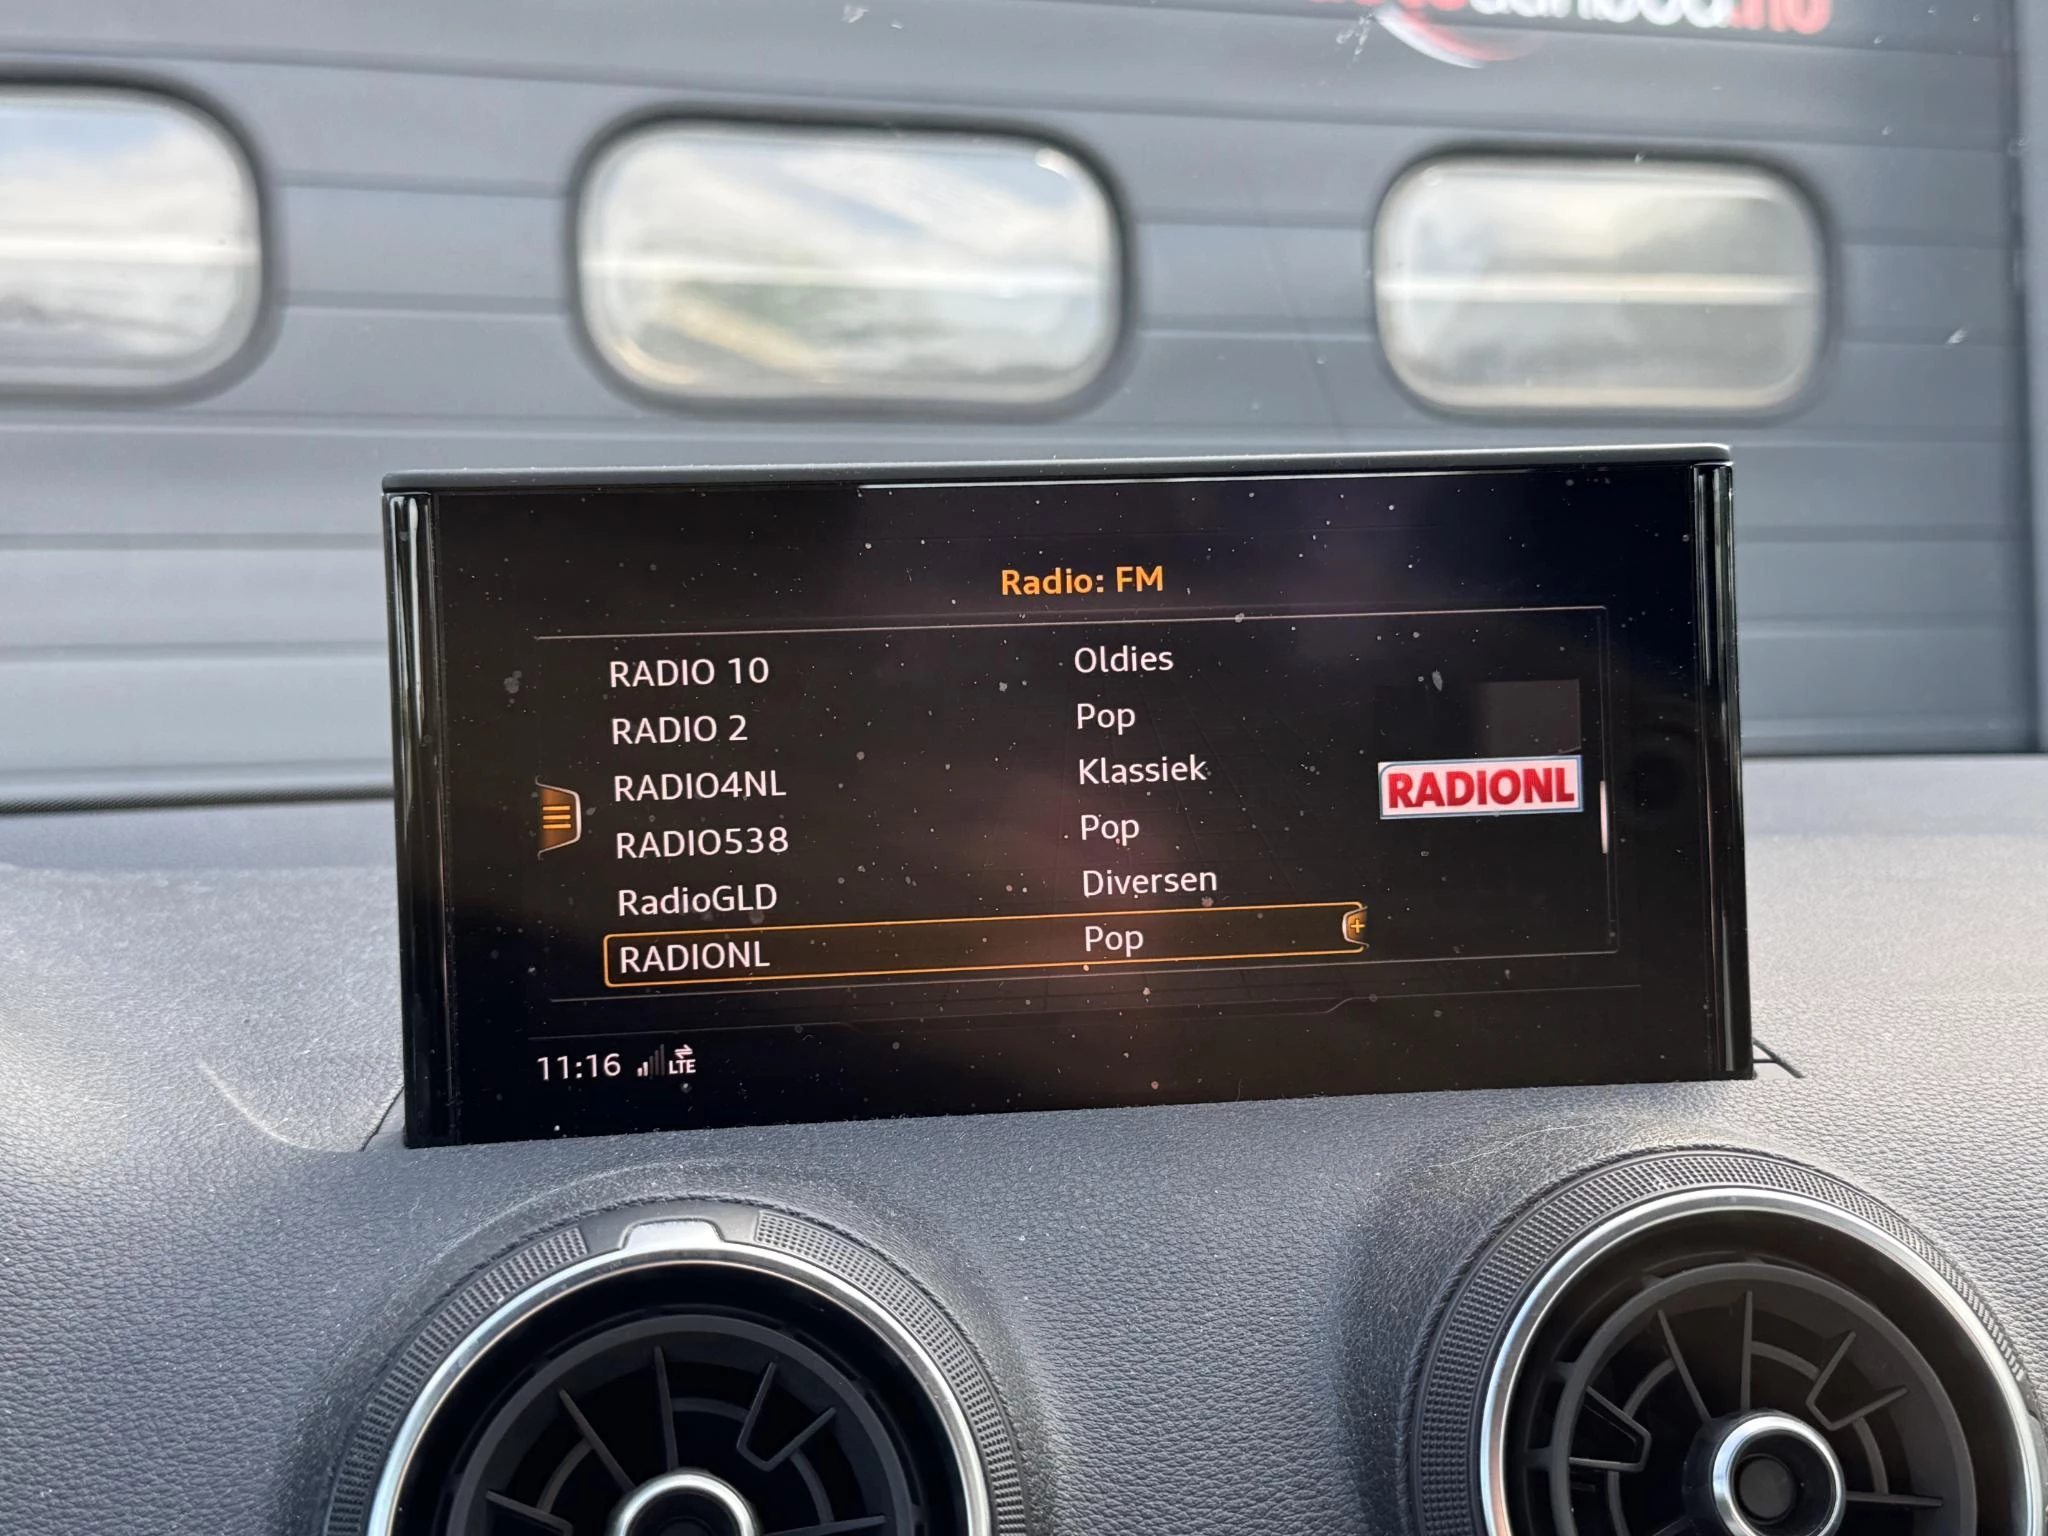 Radio: FM
RADIO 10 Oldies
RADIO 2 Pop
RADIO4NL Klassiek
RADIO538 Pop
RadioGLD Diversen
RADIONL Pop
RADIONL
11:16 LTE